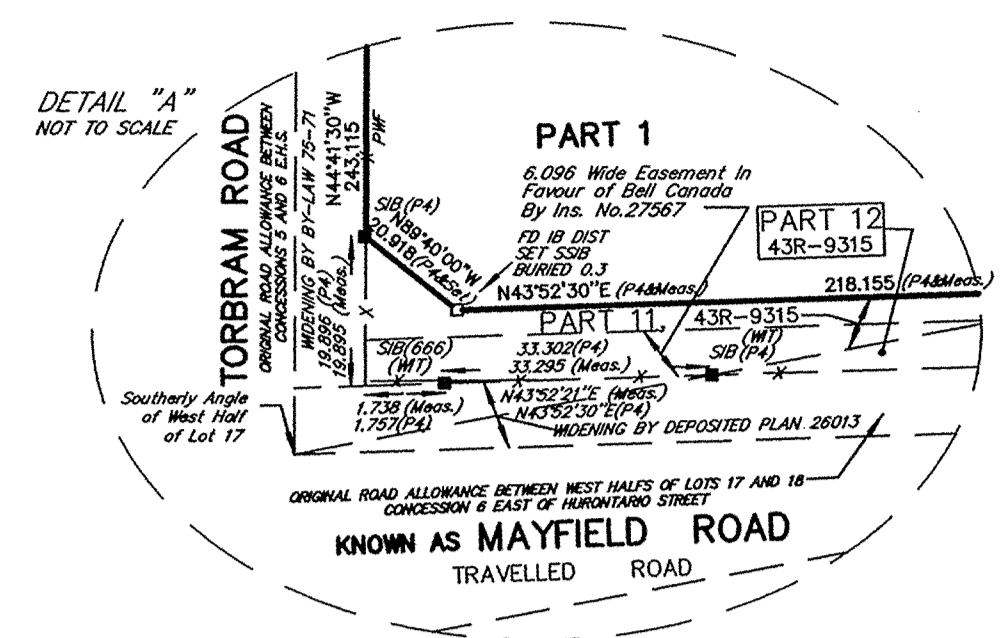 DETAIL "A"
NOT TO SCALE
TORBRAM ROAD
ORIGINAL ROAD ALLOWANCE BETWEEN
CONCESSIONS 5 AND 6 E.H.S.
WIDENING BY BY-LAW 75-71
N44°41'30"W
243.115
PWF
PART 1
6.096 Wide Easement In
Favour of Bell Canada
By Ins. No.27567
PART 12
43R-9315
SIB(P4)
N89°40'00"W
20.918(P4&Set)
FD IB DIST
SET SSIB
BURIED 0.3
N43°52'30"E (P4&Meas.)
218.155 (P4&Meas.)
19.896 (P4)
19.895 (Meas.)
PART 11, 43R-9315
SIB(666)
(WIT)
33.302(P4)
33.295 (Meas.)
(WIT)
SIB(P4)
N43°52'21"E (Meas.)
N43°52'30"E(P4)
1.738 (Meas.)
1.757(P4)
WIDENING BY DEPOSITED PLAN 26013
Southerly Angle
of West Half
of Lot 17
ORIGINAL ROAD ALLOWANCE BETWEEN WEST HALFS OF LOTS 17 AND 18
CONCESSION 6 EAST OF HURONTARIO STREET
KNOWN AS MAYFIELD ROAD
TRAVELLED ROAD